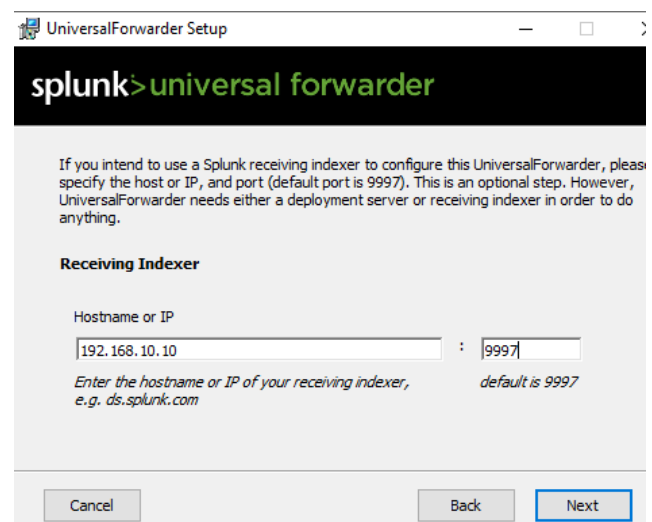 UniversalForwarder Setup
splunk>universal forwarder
If you intend to use a Splunk receiving indexer to configure this UniversalForwarder, pleas
specify the host or IP, and port (default port is 9997). This is an optional step. However,
UniversalForwarder needs either a deployment server or receiving indexer in order to do
anything.
Receiving Indexer
Hostname or IP
192.168.10.10 : 9997
Enter the hostname or IP of your receiving indexer, default is 9997
e.g. ds.splunk.com
Cancel Back Next